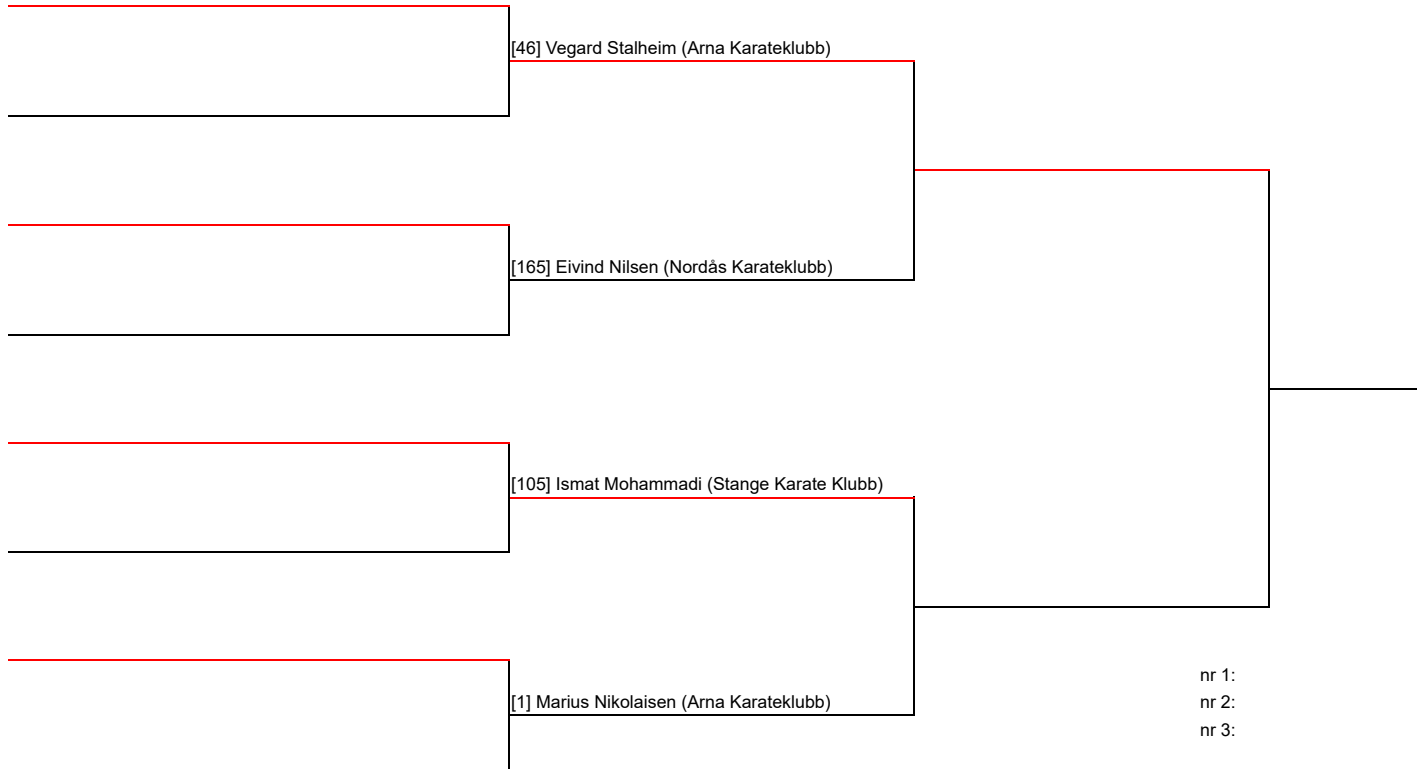 [46] Vegard Stalheim (Arna Karateklubb)
[165] Eivind Nilsen (Nordås Karateklubb)
[105] Ismat Mohammadi (Stange Karate Klubb)
[1] Marius Nikolaisen (Arna Karateklubb)
nr 1:
nr 2:
nr 3: